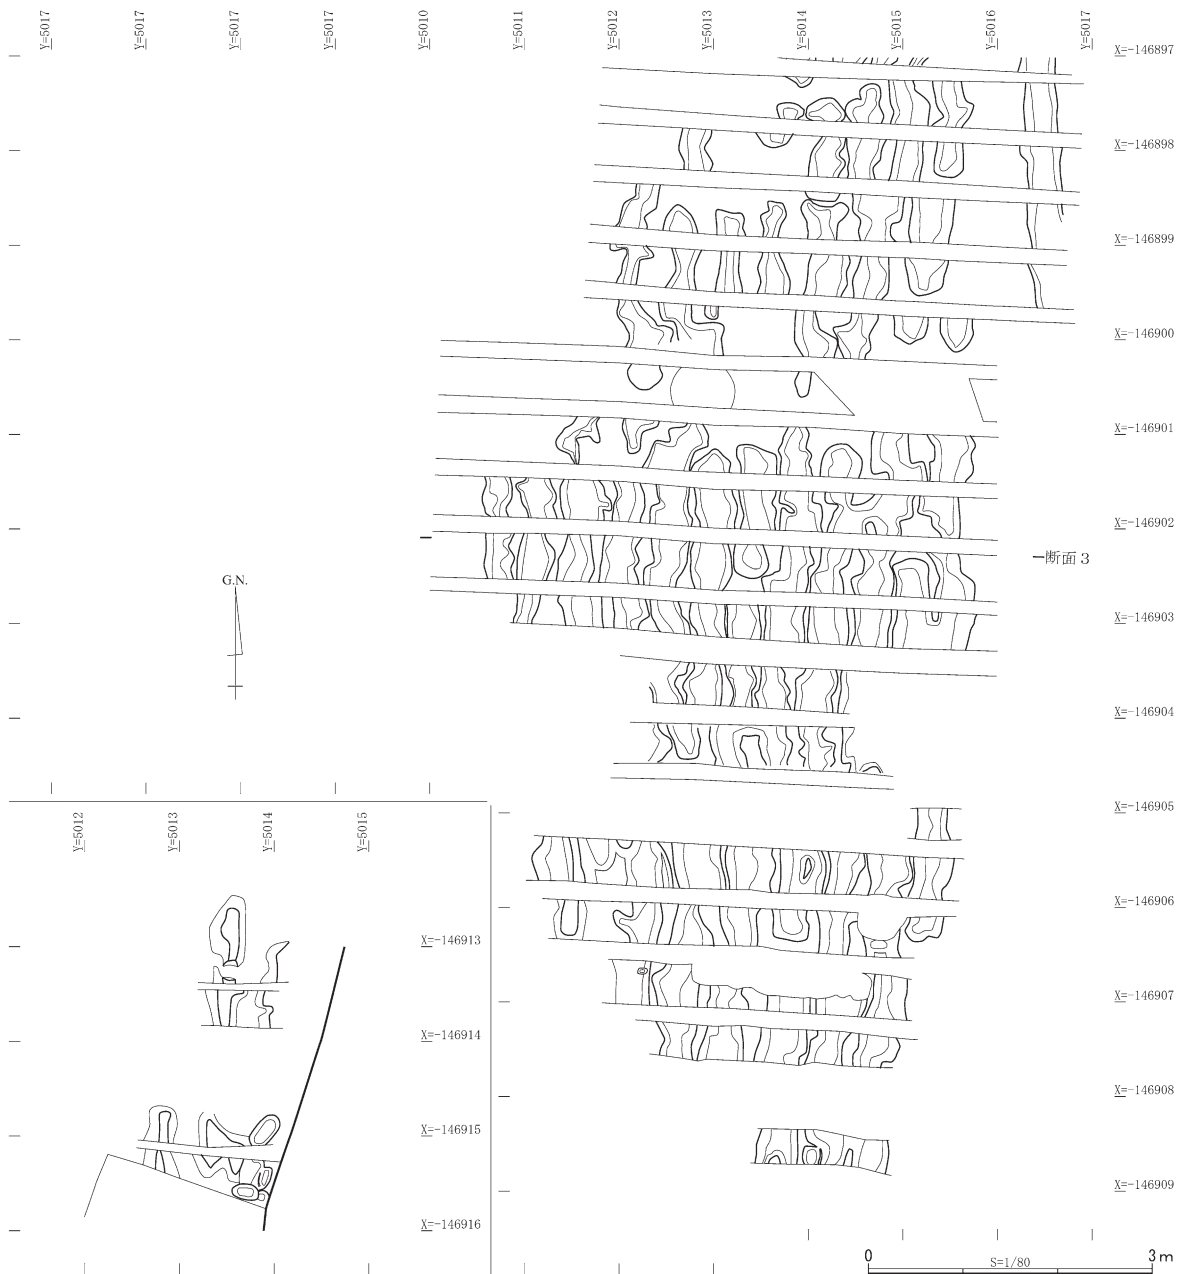 Y=5017
Y=5017
Y=5017
Y=5017
Y=5010
Y=5011
Y=5012
Y=5013
Y=5014
Y=5015
Y=5016
Y=5017
X=-146897
X=-146898
X=-146899
X=-146900
X=-146901
X=-146902
断面3
G.N.
X=-146903
X=-146904
X=-146905
Y=5012
Y=5013
Y=5014
Y=5015
X=-146906
X=-146913
X=-146907
X=-146914
X=-146908
X=-146915
X=-146909
X=-146916
0
3m
S=1/80